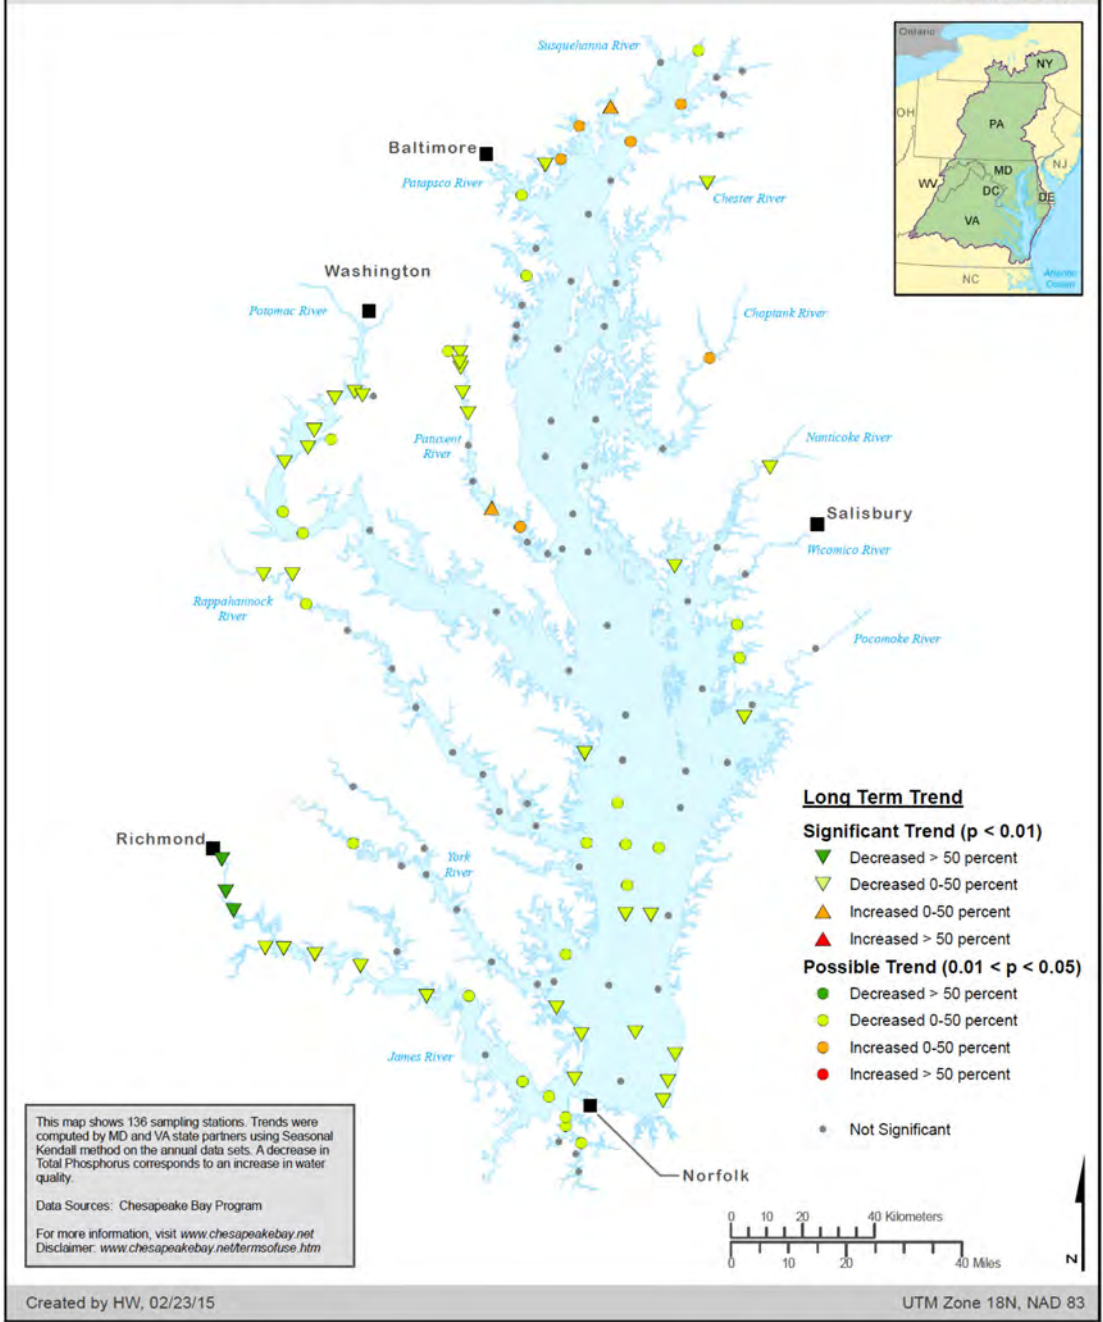 Susquehanna River
Baltimore
Patapsco River
Chester River
Washington
Potomac River
Choptank River
Patuxent
River
Nanticoke River
Salisbury
Wicomico River
Rappahannock
River
Pocomoke River
Richmond
York
River
James River
Norfolk
Ontario
NY
OH
PA
NJ
WV
MD
DC
DE
VA
NC
Atlantic
Ocean
Long Term Trend
Significant Trend (p < 0.01)
Decreased > 50 percent
Decreased 0-50 percent
Increased 0-50 percent
Increased > 50 percent
Possible Trend (0.01 < p < 0.05)
Decreased > 50 percent
Decreased 0-50 percent
Increased 0-50 percent
Increased > 50 percent
Not Significant
This map shows 136 sampling stations. Trends were
computed by MD and VA state partners using Seasonal
Kendall method on the annual data sets. A decrease in
Total Phosphorus corresponds to an increase in water
quality.
Data Sources: Chesapeake Bay Program
For more information, visit www.chesapeakebay.net
Disclaimer: www.chesapeakebay.net/termsofuse.htm
0 10 20 40 Kilometers
0 10 20 40 Miles
N
Created by HW, 02/23/15
UTM Zone 18N, NAD 83